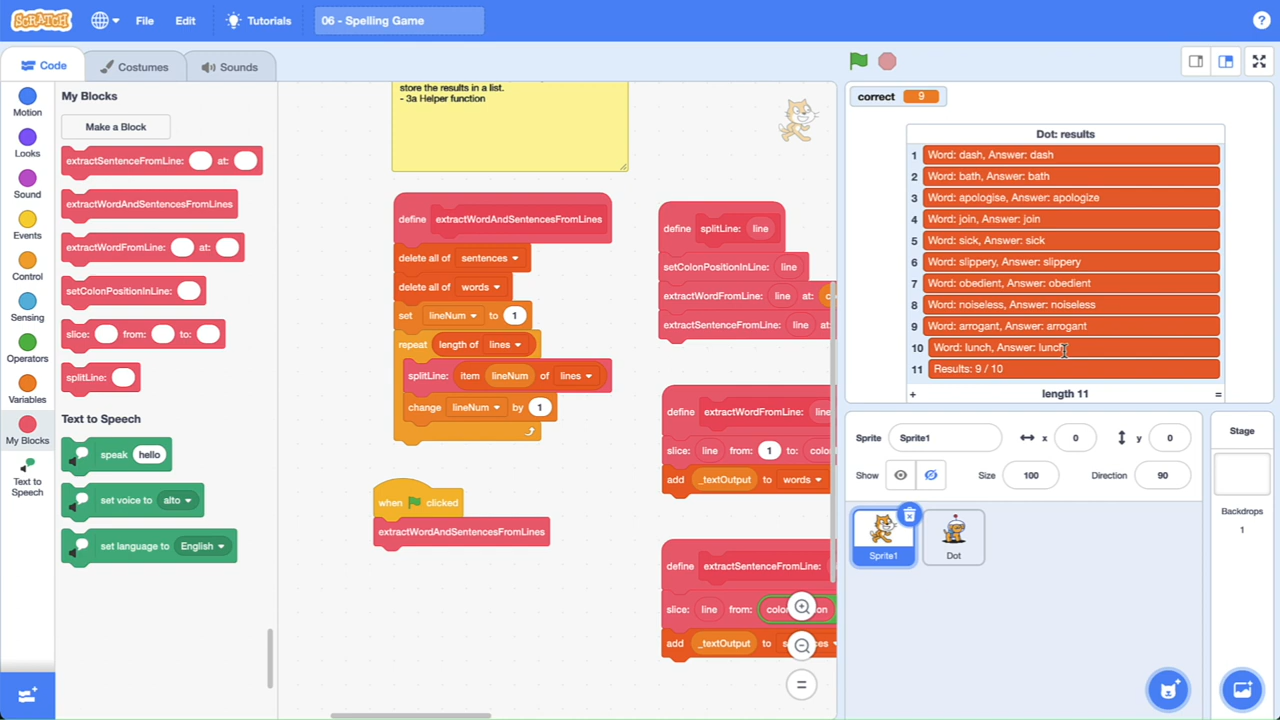 SCRATCH
File
Edit
Tutorials
06 - Spelling Game
?
Code
Costumes
Sounds
Motion
Looks
Sound
Events
Control
Sensing
Operators
Variables
My Blocks
Text to
Speech
My Blocks
Make a Block
extractSentenceFromLine: at:
extractWordAndSentencesFromLines
extractWordFromLine: at:
setColonPositionInLine:
slice: from: to:
splitLine:
Text to Speech
speak hello
set voice to alto
set language to English
store the results in a list.
- 3a Helper function
define extractWordAndSentencesFromLines
delete all of sentences
delete all of words
set lineNum to 1
repeat length of lines
splitLine: item lineNum of lines
change lineNum by 1
when clicked
extractWordAndSentencesFromLines
define splitLine: line
setColonPositionInLine: line
extractWordFromLine: line at:
extractSentenceFromLine: line at:
define extractWordFromLine: line
slice: line from: 1 to:
add _textOutput to words
define extractSentenceFromLine:
slice: line from:
add _textOutput to
=
correct 9
Dot: results
1 Word: dash, Answer: dash
2 Word: bath, Answer: bath
3 Word: apologise, Answer: apologize
4 Word: join, Answer: join
5 Word: sick, Answer: sick
6 Word: slippery, Answer: slippery
7 Word: obedient, Answer: obedient
8 Word: noiseless, Answer: noiseless
9 Word: arrogant, Answer: arrogant
10 Word: lunch, Answer: lunch
11 Results: 9 / 10
+ length 11 =
Sprite Sprite1 x 0 y 0
Show Size 100 Direction 90
Sprite1
Dot
Stage
Backdrops
1